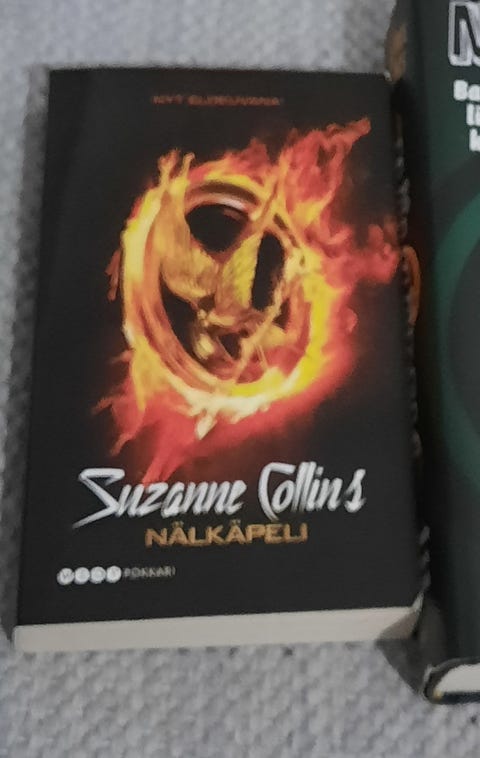 NYT ELOKUVANA!
Suzanne Collins
NÄLKÄPELI
WSOY POKKARI